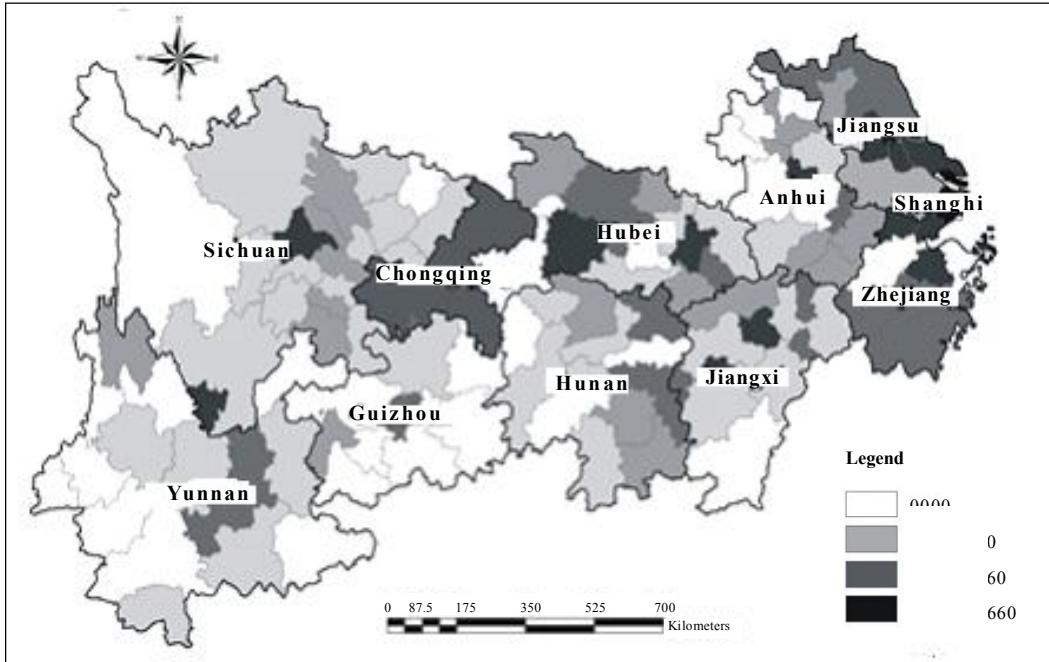 Jiangsu
Anhui
Shanghi
Hubei
Sichuan
Chongqing
Zhejiang
Jiangxi
Hunan
Guizhou
Yunnan
Legend
0
60
660
0 87.5 175 350 525 700
Kilometers